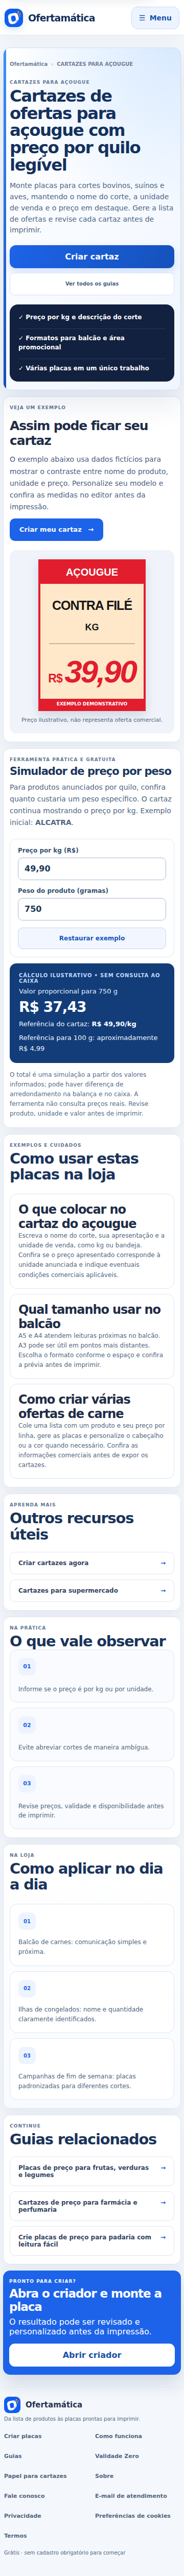 Ofertamática
☰ Menu
Ofertamática › CARTAZES PARA AÇOUGUE
CARTAZES PARA AÇOUGUE
Cartazes de
ofertas para
açougue com
preço por quilo
legível
Monte placas para cortes bovinos, suínos e
aves, mantendo o nome do corte, a unidade
de venda e o preço em destaque. Gere a lista
de ofertas e revise cada cartaz antes de
imprimir.
Criar cartaz
Ver todos os guias
✓ Preço por kg e descrição do corte
✓ Formatos para balcão e área
promocional
✓ Várias placas em um único trabalho
VEJA UM EXEMPLO
Assim pode ficar seu
cartaz
O exemplo abaixo usa dados fictícios para
mostrar o contraste entre nome do produto,
unidade e preço. Personalize seu modelo e
confira as medidas no editor antes da
impressão.
Criar meu cartaz →
AÇOUGUE
CONTRA FILÉ
KG
R$ 39,90
EXEMPLO DEMONSTRATIVO
Preço ilustrativo, não representa oferta comercial.
FERRAMENTA PRÁTICA E GRATUITA
Simulador de preço por peso
Para produtos anunciados por quilo, confira
quanto custaria um peso específico. O cartaz
continua mostrando o preço por kg. Exemplo
inicial: ALCATRA.
Preço por kg (R$)
49,90
Peso do produto (gramas)
750
Restaurar exemplo
CÁLCULO ILUSTRATIVO • SEM CONSULTA AO
CAIXA
Valor proporcional para 750 g
R$ 37,43
Referência do cartaz: R$ 49,90/kg
Referência para 100 g: aproximadamente
R$ 4,99
O total é uma simulação a partir dos valores
informados; pode haver diferença de
arredondamento na balança e no caixa. A
ferramenta não consulta preços reais. Revise
produto, unidade e valor antes de imprimir.
EXEMPLOS E CUIDADOS
Como usar estas
placas na loja
O que colocar no
cartaz do açougue
Escreva o nome do corte, sua apresentação e a
unidade de venda, como kg ou bandeja.
Confira se o preço apresentado corresponde à
unidade anunciada e indique eventuais
condições comerciais aplicáveis.
Qual tamanho usar no
balcão
A5 e A4 atendem leituras próximas no balcão.
A3 pode ser útil em pontos mais distantes.
Escolha o formato conforme o espaço e confira
a prévia antes de imprimir.
Como criar várias
ofertas de carne
Cole uma lista com um produto e seu preço por
linha, gere as placas e personalize o cabeçalho
ou a cor quando necessário. Confira as
informações comerciais antes de expor os
cartazes.
APRENDA MAIS
Outros recursos
úteis
Criar cartazes agora →
Cartazes para supermercado →
NA PRÁTICA
O que vale observar
01
Informe se o preço é por kg ou por unidade.
02
Evite abreviar cortes de maneira ambígua.
03
Revise preços, validade e disponibilidade antes
de imprimir.
NA LOJA
Como aplicar no dia
a dia
01
Balcão de carnes: comunicação simples e
próxima.
02
Ilhas de congelados: nome e quantidade
claramente identificados.
03
Campanhas de fim de semana: placas
padronizadas para diferentes cortes.
CONTINUE
Guias relacionados
Placas de preço para frutas, verduras →
e legumes
Cartazes de preço para farmácia e →
perfumaria
Crie placas de preço para padaria com →
leitura fácil
PRONTO PARA CRIAR?
Abra o criador e monte a
placa
O resultado pode ser revisado e
personalizado antes da impressão.
Abrir criador
Ofertamática
Da lista de produtos às placas prontas para imprimir.
Criar placas Como funciona
Guias Validade Zero
Papel para cartazes Sobre
Fale conosco E-mail de atendimento
Privacidade Preferências de cookies
Termos
Grátis · sem cadastro obrigatório para começar